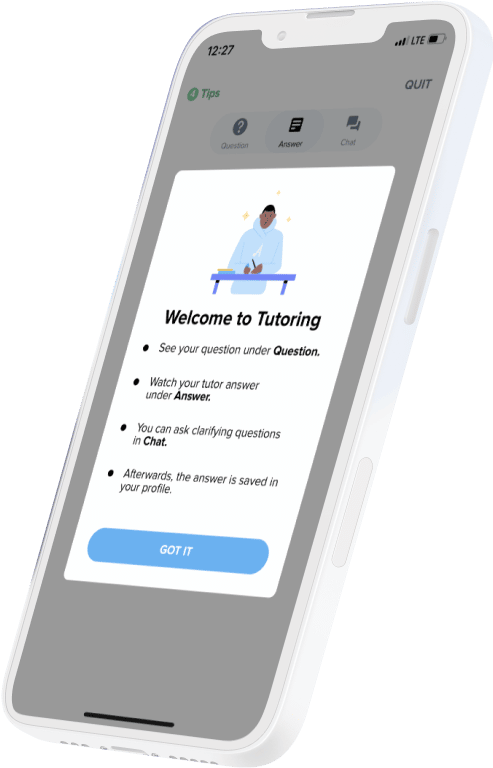 12:27
LTE
4 Tips
QUIT
Question
Answer
Chat
Welcome to Tutoring
See your question under Question.
Watch your tutor answer
under Answer.
You can ask clarifying questions
in Chat.
Afterwards, the answer is saved in
your profile.
GOT IT